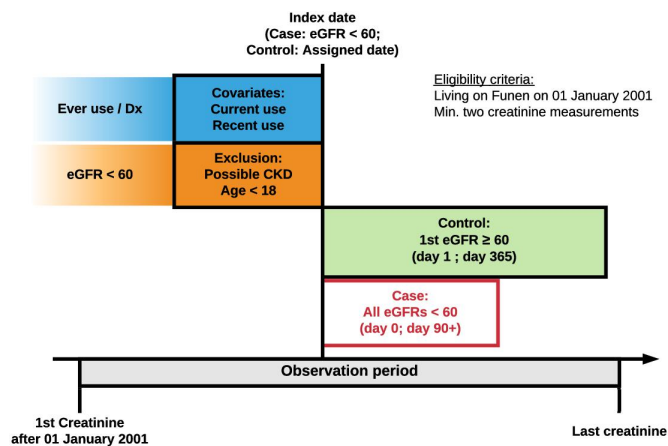 Index date
(Case: eGFR < 60;
Control: Assigned date)
Eligibility criteria:
Living on Funen on 01 January 2001
Min. two creatinine measurements
Ever use / Dx
Covariates:
Current use
Recent use
eGFR < 60
Exclusion:
Possible CKD
Age < 18
Control:
1st eGFR ≥ 60
(day 1 ; day 365)
Case:
All eGFRs < 60
(day 0; day 90+)
Observation period
1st Creatinine
after 01 January 2001
Last creatinine